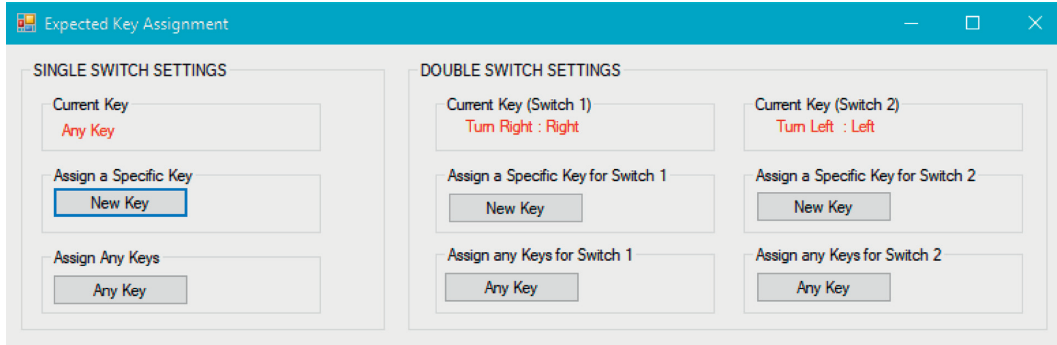 Expected Key Assignment
SINGLE SWITCH SETTINGS
Current Key
Any Key
Assign a Specific Key
New Key
Assign Any Keys
Any Key
DOUBLE SWITCH SETTINGS
Current Key (Switch 1)
Turn Right : Right
Assign a Specific Key for Switch 1
New Key
Assign any Keys for Switch 1
Any Key
Current Key (Switch 2)
Turn Left : Left
Assign a Specific Key for Switch 2
New Key
Assign any Keys for Switch 2
Any Key